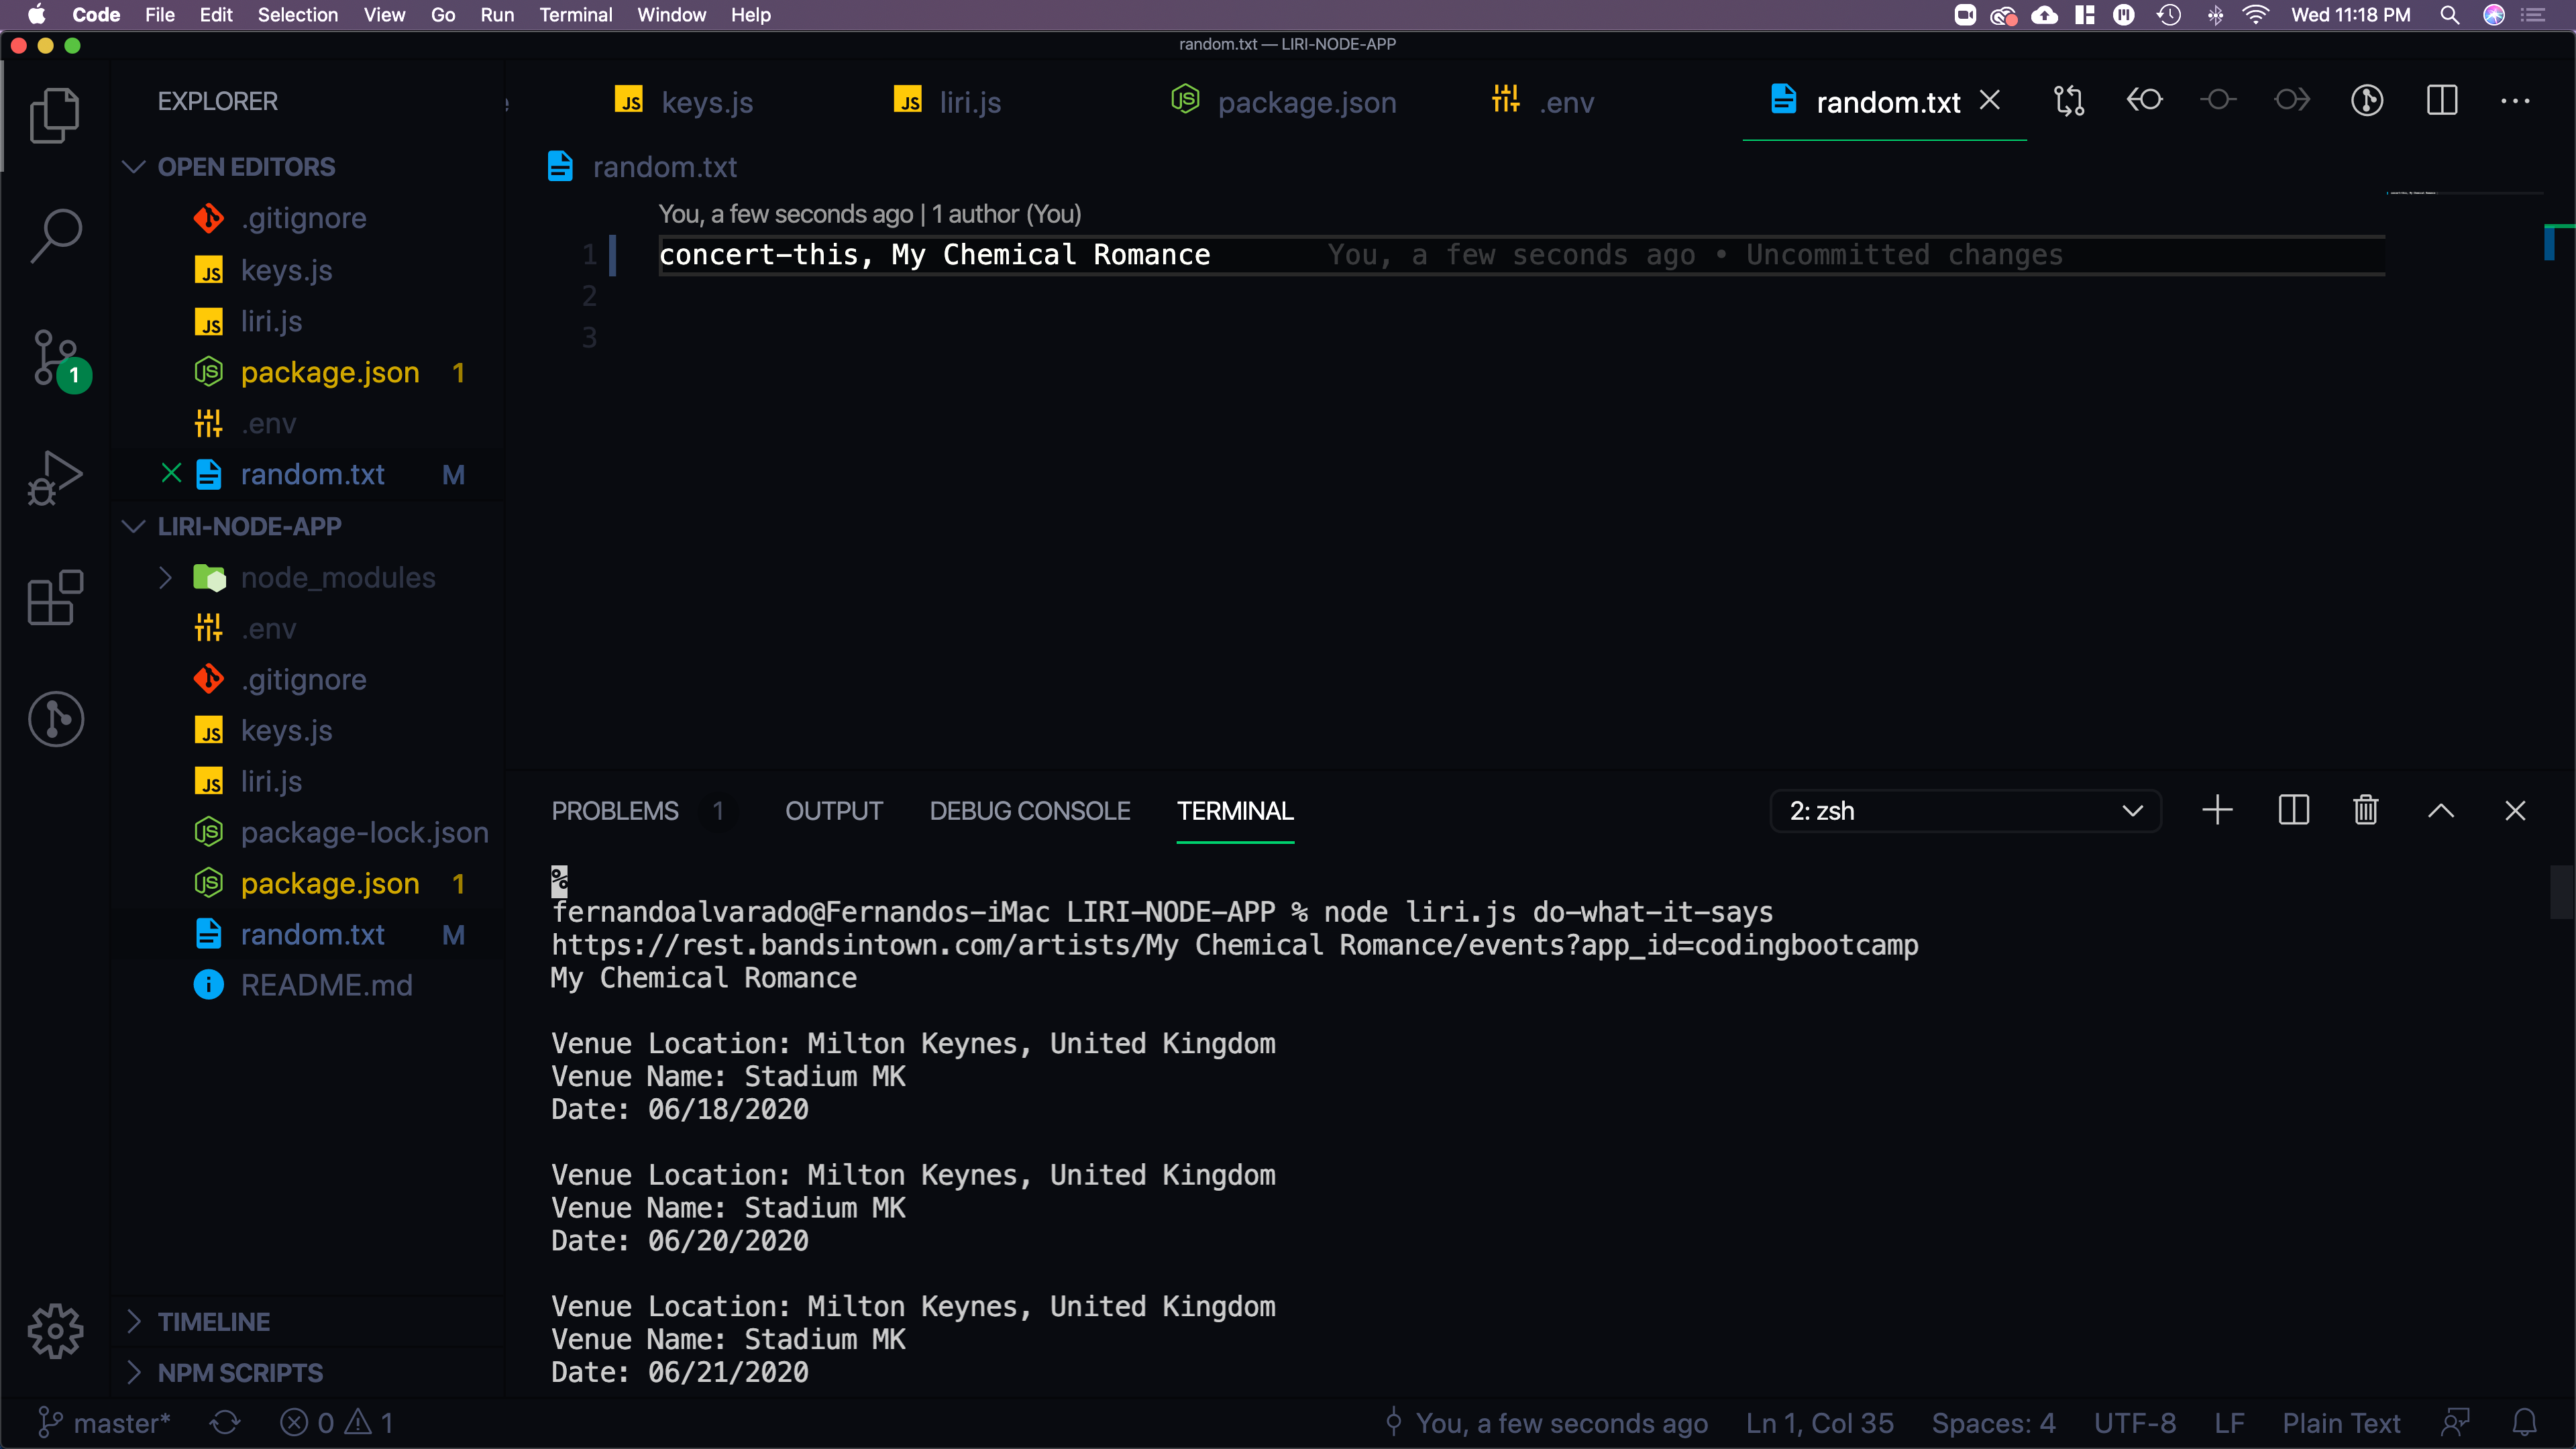 Code File Edit Selection View Go Run Terminal Window Help Wed 11:18 PM
random.txt — LIRI-NODE-APP
EXPLORER
keys.js liri.js package.json .env random.txt
OPEN EDITORS
.gitignore
keys.js
liri.js
package.json 1
.env
random.txt M
LIRI-NODE-APP
node_modules
.env
.gitignore
keys.js
liri.js
package-lock.json
package.json 1
random.txt M
README.md
TIMELINE
NPM SCRIPTS
1
random.txt
You, a few seconds ago | 1 author (You)
1 concert-this, My Chemical Romance You, a few seconds ago • Uncommitted changes
2
3
PROBLEMS 1 OUTPUT DEBUG CONSOLE TERMINAL 2: zsh
%
fernandoalvarado@Fernandos-iMac LIRI-NODE-APP % node liri.js do-what-it-says
https://rest.bandsintown.com/artists/My Chemical Romance/events?app_id=codingbootcamp
My Chemical Romance
Venue Location: Milton Keynes, United Kingdom
Venue Name: Stadium MK
Date: 06/18/2020
Venue Location: Milton Keynes, United Kingdom
Venue Name: Stadium MK
Date: 06/20/2020
Venue Location: Milton Keynes, United Kingdom
Venue Name: Stadium MK
Date: 06/21/2020
master* 0 1 You, a few seconds ago Ln 1, Col 35 Spaces: 4 UTF-8 LF Plain Text